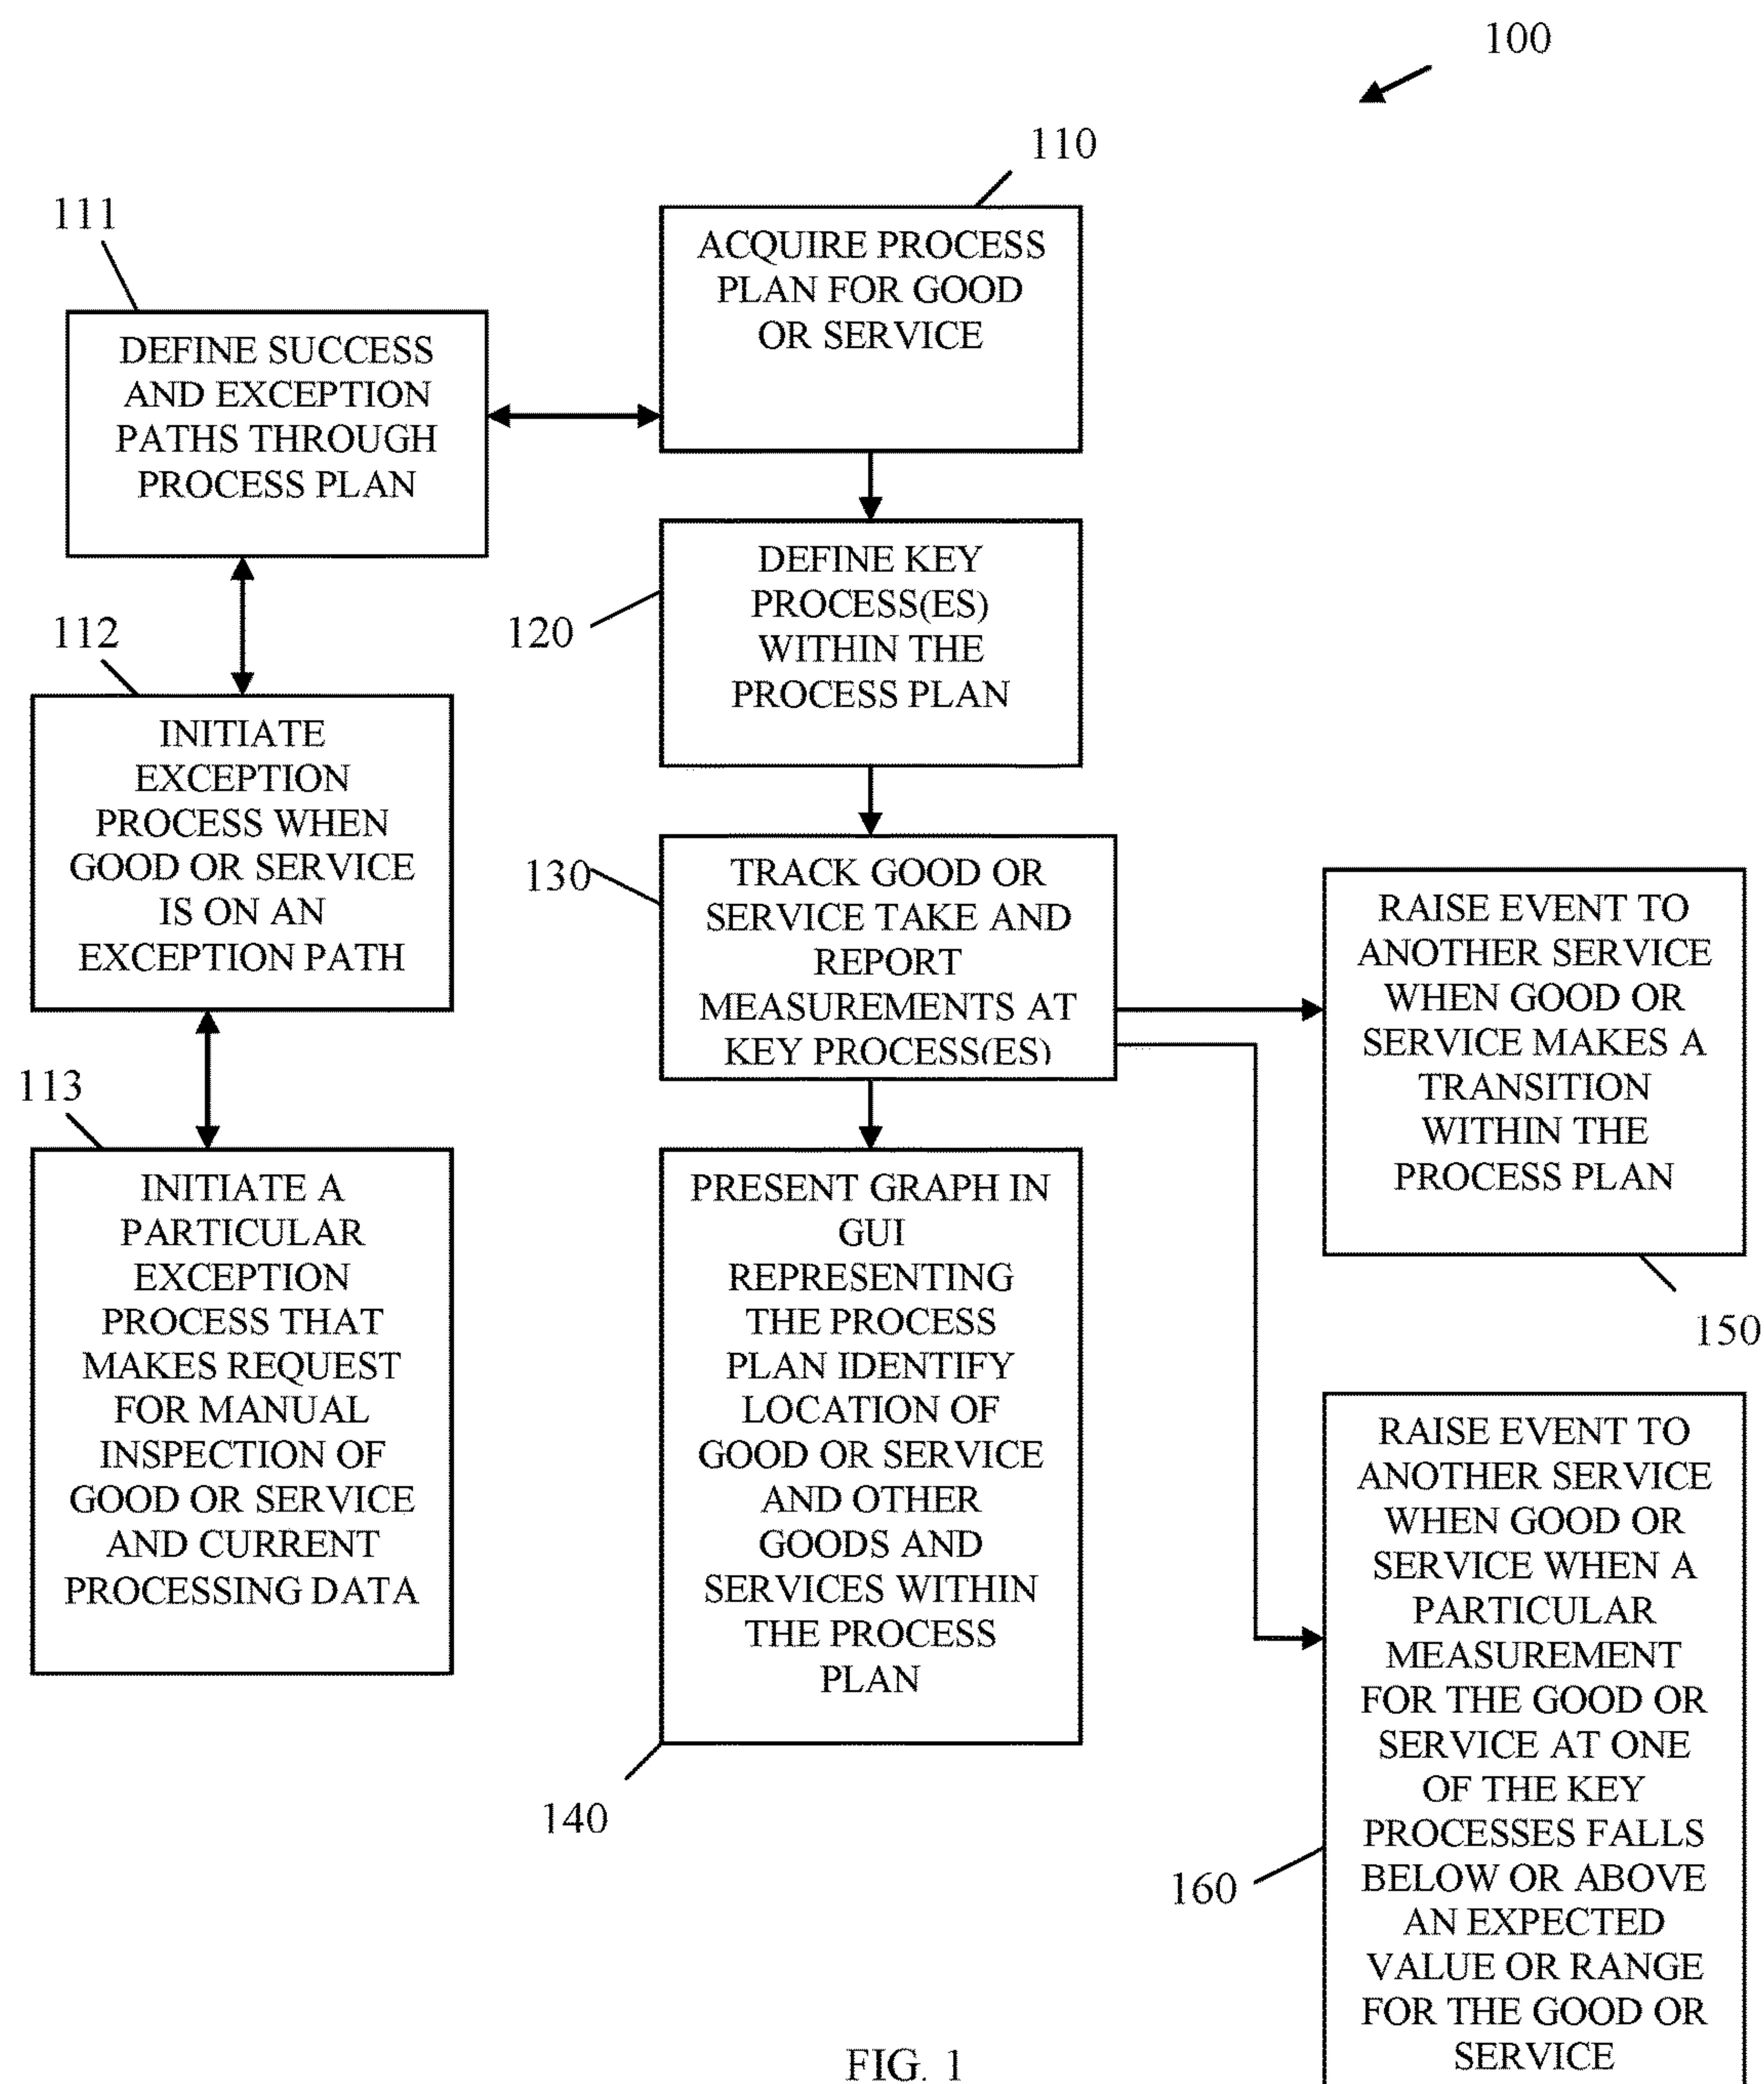 100
110
ACQUIRE PROCESS
PLAN FOR GOOD
OR SERVICE
111
DEFINE SUCCESS
AND EXCEPTION
PATHS THROUGH
PROCESS PLAN
120
DEFINE KEY
PROCESS(ES)
WITHIN THE
PROCESS PLAN
112
INITIATE
EXCEPTION
PROCESS WHEN
GOOD OR SERVICE
IS ON AN
EXCEPTION PATH
130
TRACK GOOD OR
SERVICE TAKE AND
REPORT
MEASUREMENTS AT
KEY PROCESS(ES)
RAISE EVENT TO
ANOTHER SERVICE
WHEN GOOD OR
SERVICE MAKES A
TRANSITION
WITHIN THE
PROCESS PLAN
150
113
INITIATE A
PARTICULAR
EXCEPTION
PROCESS THAT
MAKES REQUEST
FOR MANUAL
INSPECTION OF
GOOD OR SERVICE
AND CURRENT
PROCESSING DATA
PRESENT GRAPH IN
GUI
REPRESENTING
THE PROCESS
PLAN IDENTIFY
LOCATION OF
GOOD OR SERVICE
AND OTHER
GOODS AND
SERVICES WITHIN
THE PROCESS
PLAN
140
RAISE EVENT TO
ANOTHER SERVICE
WHEN GOOD OR
SERVICE WHEN A
PARTICULAR
MEASUREMENT
FOR THE GOOD OR
SERVICE AT ONE
OF THE KEY
PROCESSES FALLS
BELOW OR ABOVE
AN EXPECTED
VALUE OR RANGE
FOR THE GOOD OR
SERVICE
160
FIG. 1